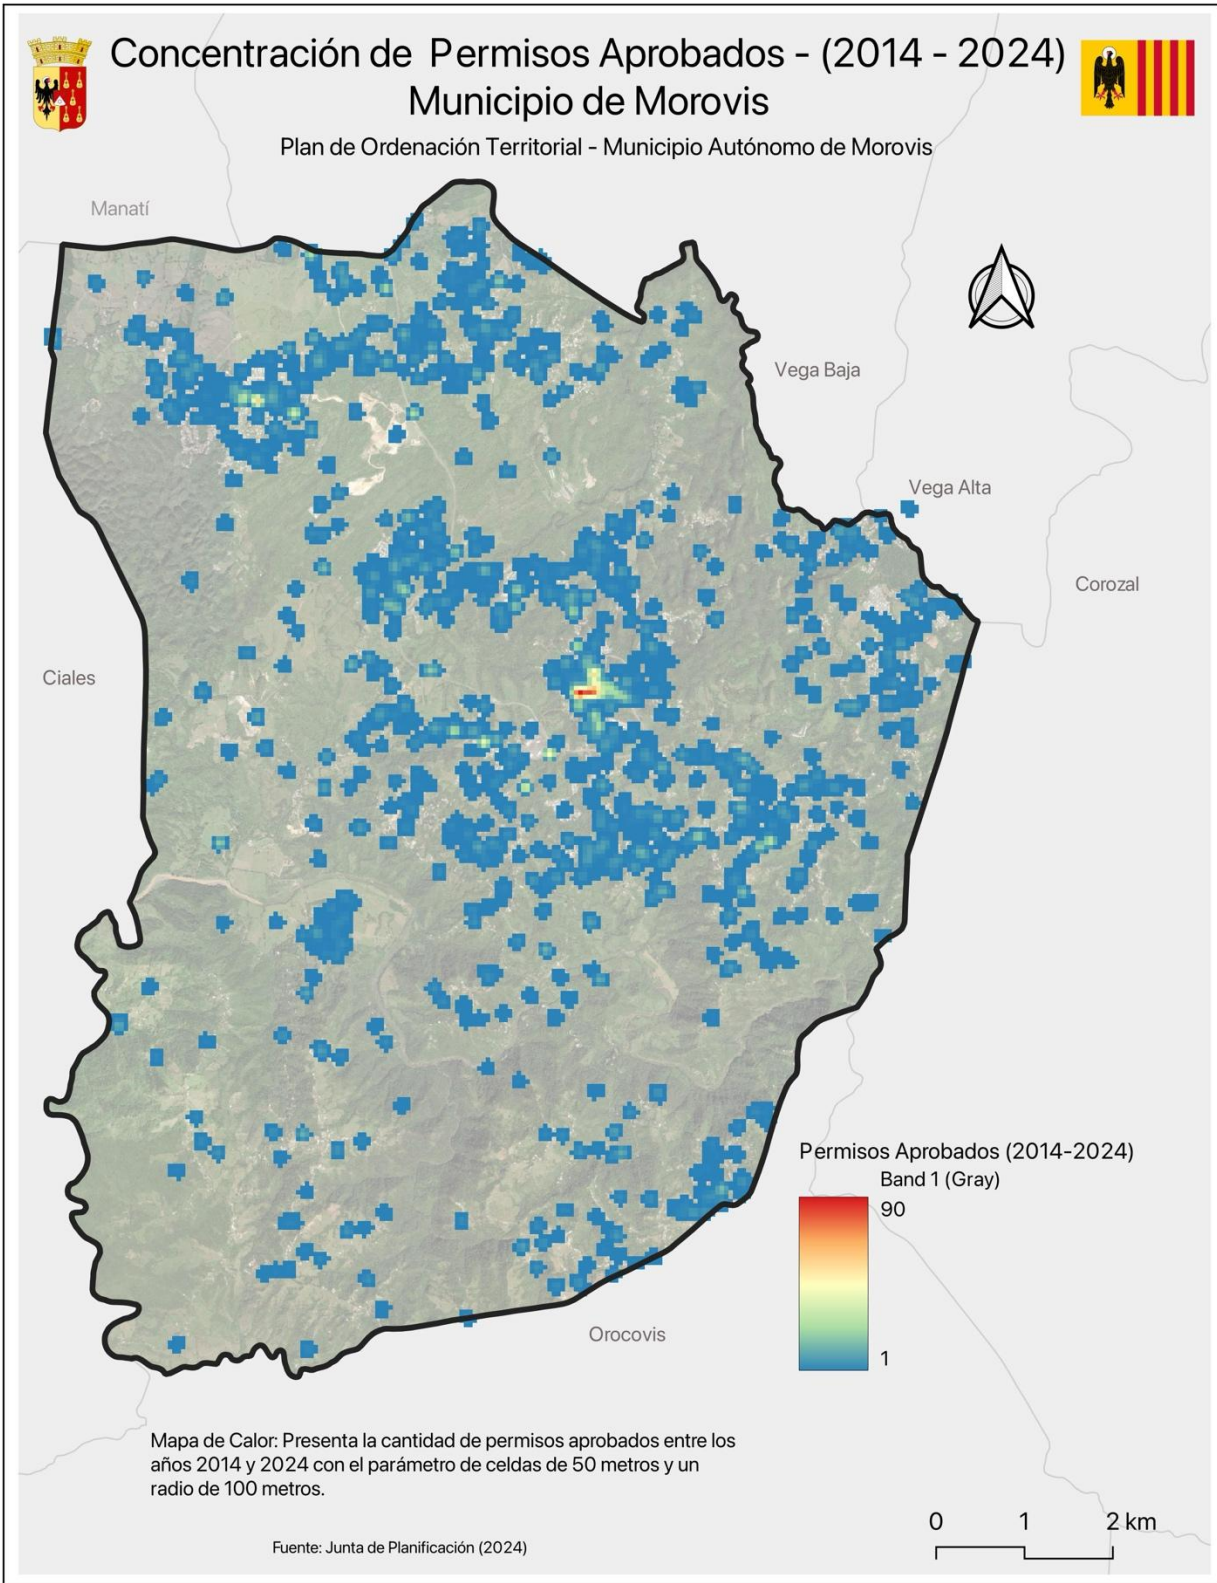 Concentración de Permisos Aprobados - (2014 - 2024)
Municipio de Morovis
Plan de Ordenación Territorial - Municipio Autónomo de Morovis
Manatí
Vega Baja
Vega Alta
Corozal
Ciales
Permisos Aprobados (2014-2024)
Band 1 (Gray)
90
1
Orocovis
Mapa de Calor: Presenta la cantidad de permisos aprobados entre los
años 2014 y 2024 con el parámetro de celdas de 50 metros y un
radio de 100 metros.
0 1 2 km
Fuente: Junta de Planificación (2024)